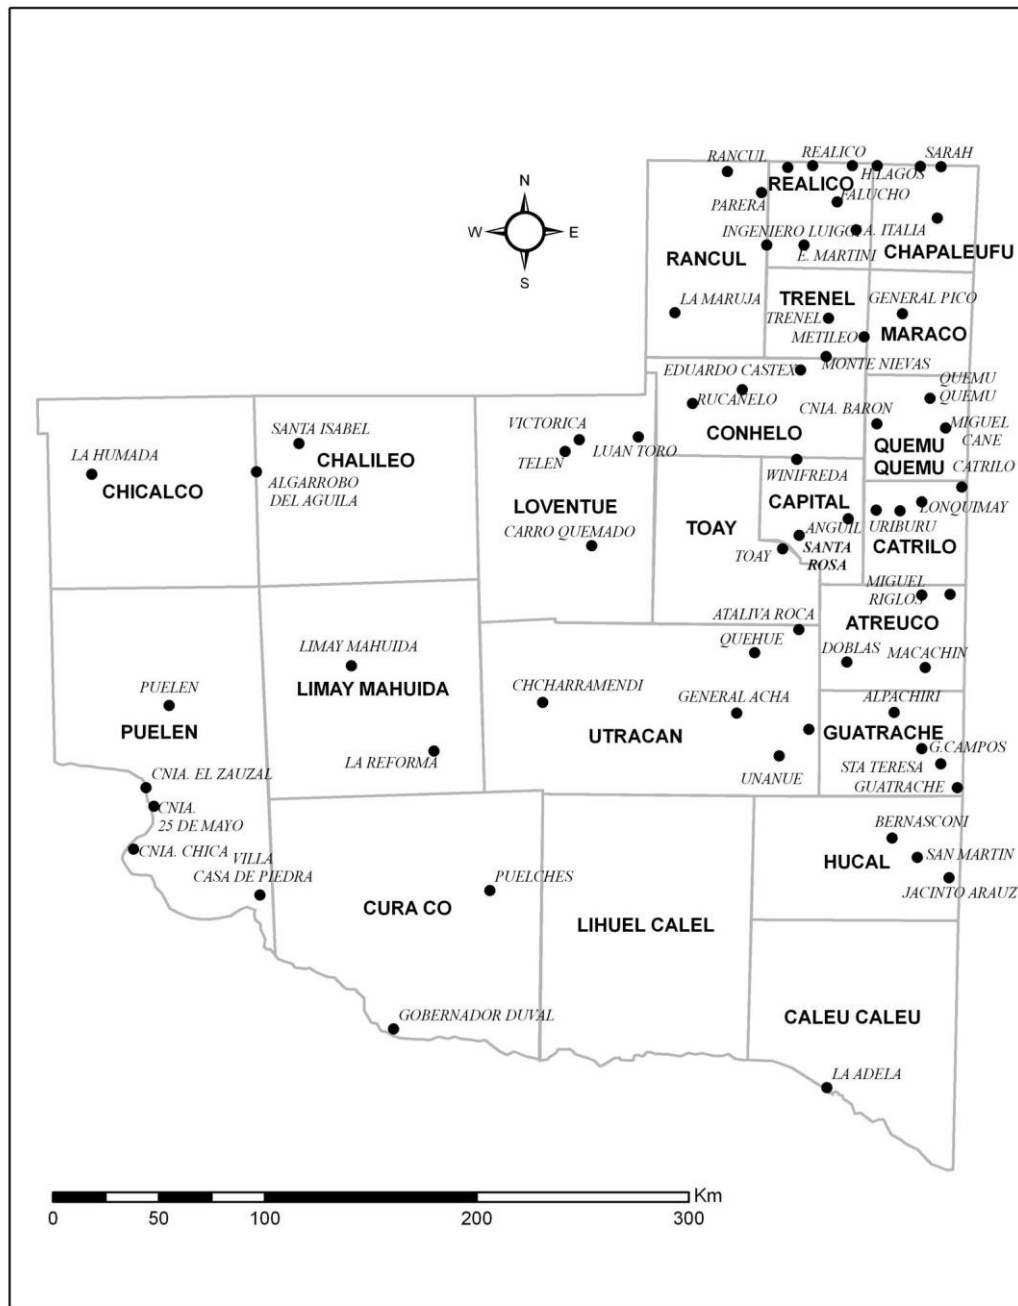 REALICO
SARAH
RANCUL
H.LAGOS
REALICO
FALUCHO
PARERA
N
W
E
S
INGENIERO LUIGGI
A. ITALIA
CHAPALEUFU
E. MARTINI
RANCUL
LA MARUJA
TRENEL
GENERAL PICO
TRENEL
METILEO
MARACO
MONTE NIEVAS
EDUARDO CASTEX
QUEMU
QUEMU
RUCANELO
CNIA. BARON
MIGUEL
CANE
CONHELO
QUEMU
QUEMU
VICTORICA
LUAN TORO
TELEN
SANTA ISABEL
CHALILEO
LA HUMADA
CHICALCO
ALGARROBO
DEL AGUILA
WINIFREDA
CATRILO
CAPITAL
LONQUIMAY
LOVENTUE
TOAY
ANGUIL
URIBURU
CARRO QUEMADO
TOAY
SANTA
ROSA
CATRILO
MIGUEL
RIGLOS
ATALIVA ROCA
ATREUCO
QUEHUE
LIMAY MAHUIDA
DOBLAS
MACACHIN
LIMAY MAHUIDA
PUELEN
CHCHARRAMENDI
GENERAL ACHA
ALPACHIRI
PUELEN
UTRACAN
GUATRACHE
G.CAMPOS
LA REFORMA
STA TERESA
UNANUE
GUATRACHE
CNIA. EL ZAUZAL
CNIA.
25 DE MAYO
BERNASCONI
CNIA. CHICA
VILLA
CASA DE PIEDRA
HUCAL
SAN MARTIN
PUELCHES
JACINTO ARAUZ
CURA CO
LIHUEL CALEL
GOBERNADOR DUVAL
CALEU CALEU
LA ADELA
Km
0 50 100 200 300